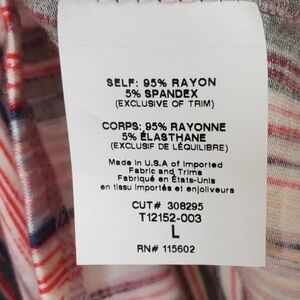 SELF: 95% RAYON
5% SPANDEX
(EXCLUSIVE OF TRIM)
CORPS: 95% RAYONNE
5% ÉLASTHANE
(EXCLUSIF DE LÉQUILIBRE)
Made in U.S.A of Imported
Fabric and Trims
Fabriqué en États-Unis
en tissu importés et enjoliveurs
CUT# 308295
T12152-003
L
RN# 115602